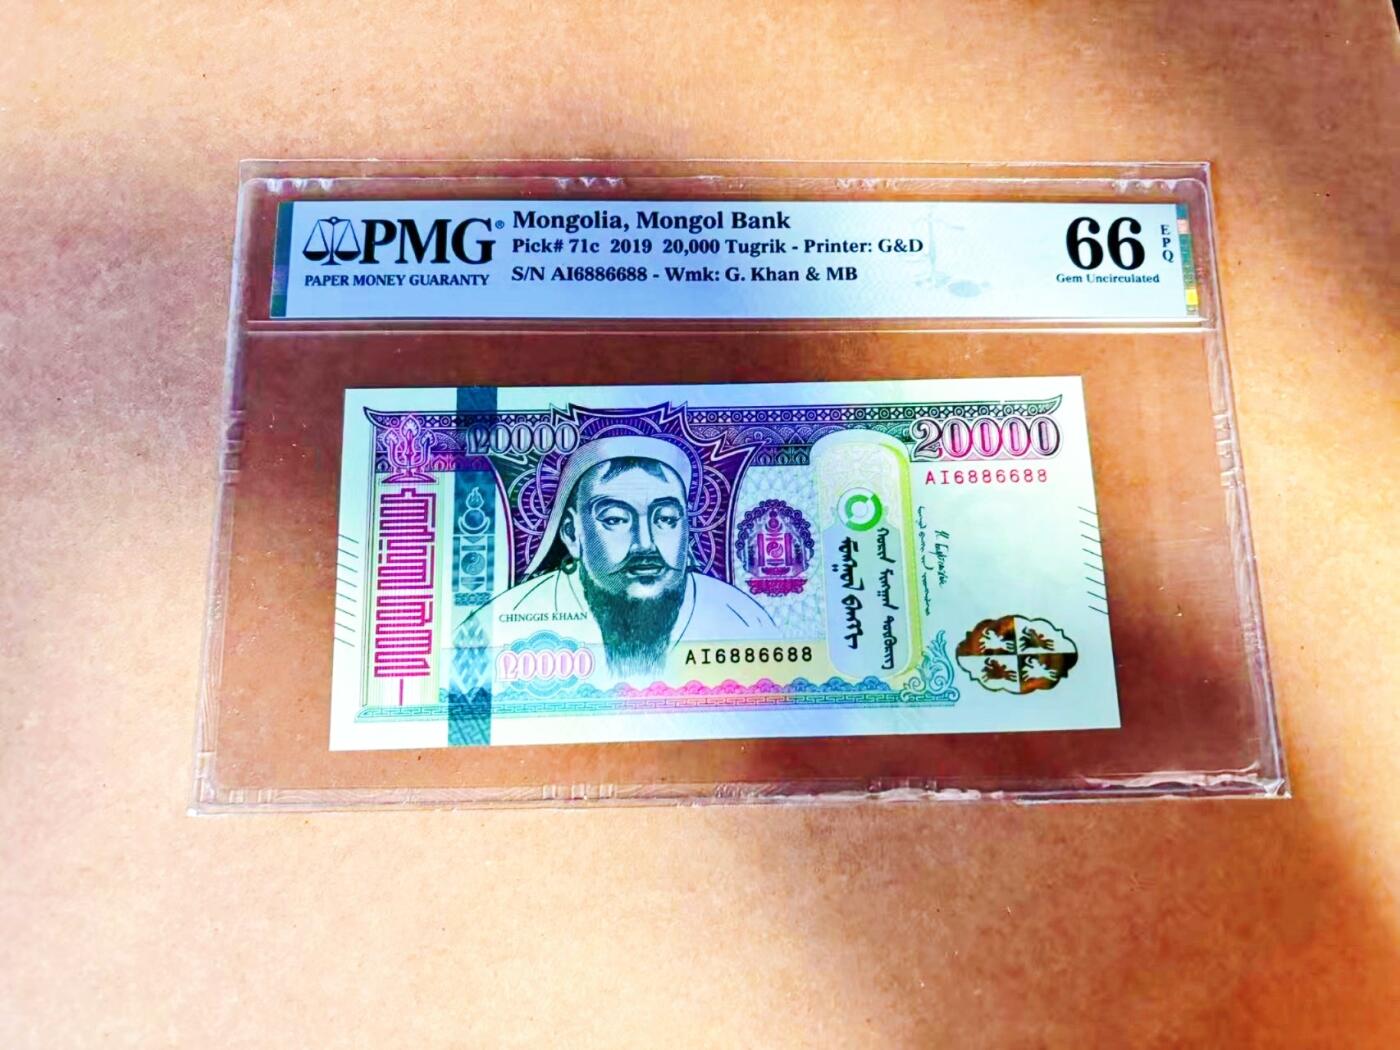 PMG®
PAPER MONEY GUARANTY
Mongolia, Mongol Bank
Pick# 71c 2019 20,000 Tugrik - Printer: G&D
S/N AI6886688 - Wmk: G. Khan & MB
66
EPQ
Gem Uncirculated
20000
20000
AI6886688
CHINGGIS KHAAN
20000
AI6886688